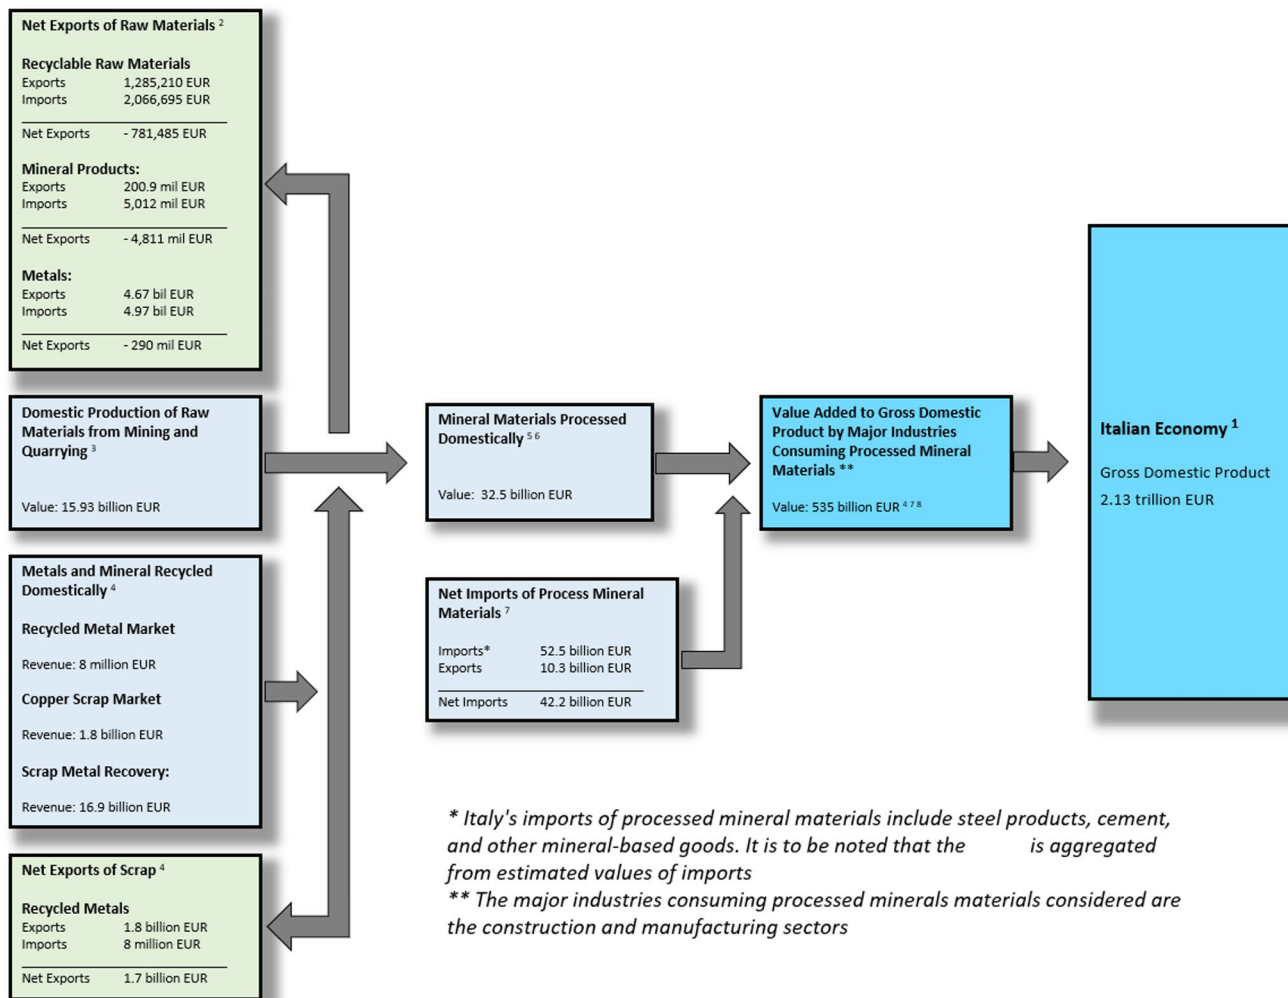 Net Exports of Raw Materials ²
Recyclable Raw Materials
Exports 1,285,210 EUR
Imports 2,066,695 EUR
Net Exports - 781,485 EUR
Mineral Products:
Exports 200.9 mil EUR
Imports 5,012 mil EUR
Net Exports - 4,811 mil EUR
Metals:
Exports 4.67 bil EUR
Imports 4.97 bil EUR
Net Exports - 290 mil EUR
Domestic Production of Raw
Materials from Mining and
Quarrying ³
Value: 15.93 billion EUR
Metals and Mineral Recycled
Domestically ⁴
Recycled Metal Market
Revenue: 8 million EUR
Copper Scrap Market
Revenue: 1.8 billion EUR
Scrap Metal Recovery:
Revenue: 16.9 billion EUR
Net Exports of Scrap ⁴
Recycled Metals
Exports 1.8 billion EUR
Imports 8 million EUR
Net Exports 1.7 billion EUR
Mineral Materials Processed
Domestically ⁵ ⁶
Value: 32.5 billion EUR
Net Imports of Process Mineral
Materials ⁷
Imports* 52.5 billion EUR
Exports 10.3 billion EUR
Net Imports 42.2 billion EUR
Value Added to Gross Domestic
Product by Major Industries
Consuming Processed Mineral
Materials **
Value: 535 billion EUR ⁴ ⁷ ⁸
Italian Economy ¹
Gross Domestic Product
2.13 trillion EUR
* Italy's imports of processed mineral materials include steel products, cement,
and other mineral-based goods. It is to be noted that the is aggregated
from estimated values of imports
** The major industries consuming processed minerals materials considered are
the construction and manufacturing sectors